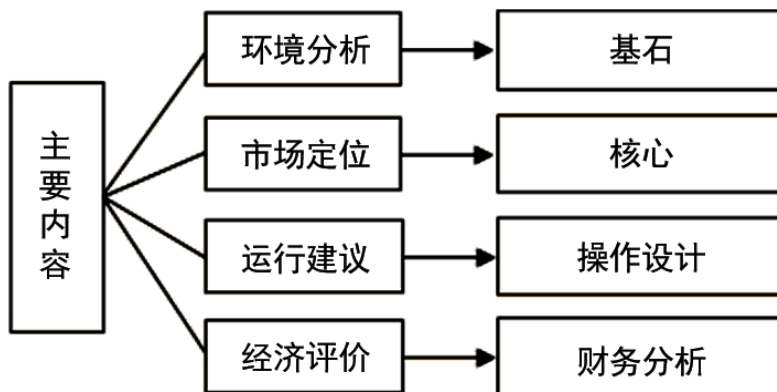 主要内容
环境分析
基石
市场定位
核心
运行建议
操作设计
经济评价
财务分析